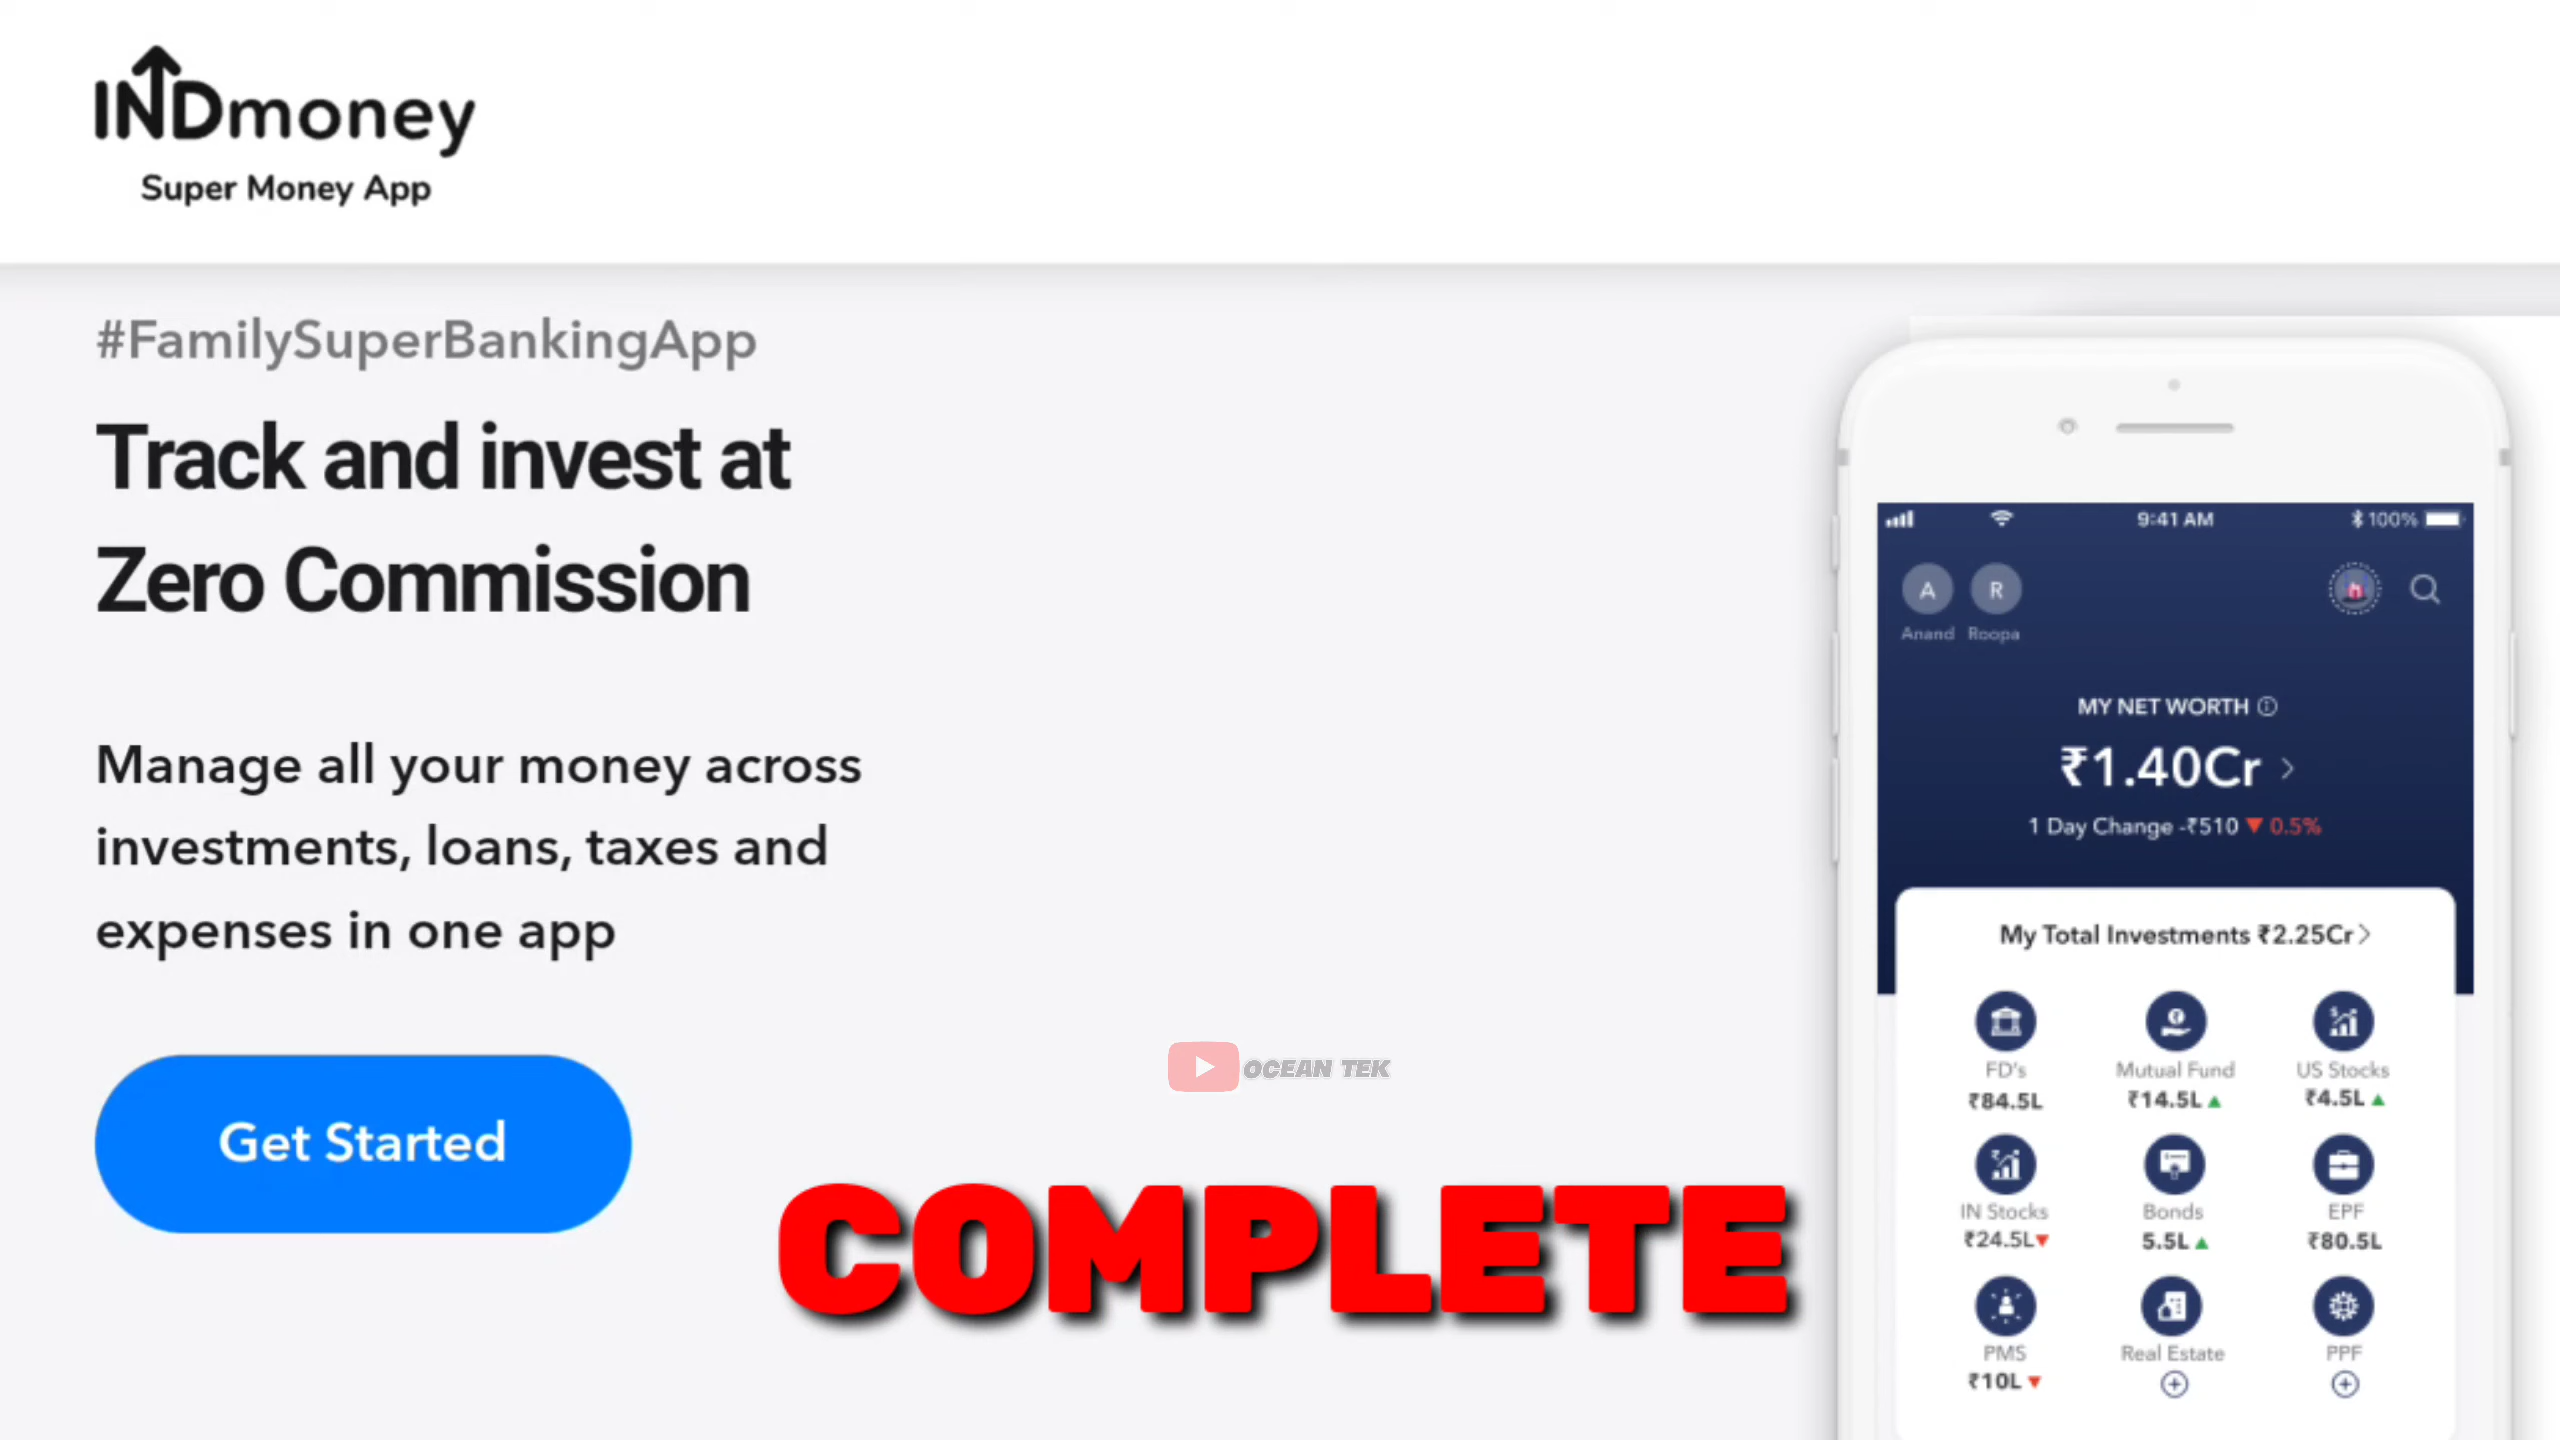 INDmoney
Super Money App
#FamilySuperBankingApp
Track and invest at
Zero Commission
Manage all your money across
investments, loans, taxes and
expenses in one app
Get Started
OCEAN TEK
COMPLETE
9:41 AM
100%
A R
Anand Roopa
MY NET WORTH
₹1.40Cr >
1 Day Change -₹510 ▼ 0.5%
My Total Investments ₹2.25Cr >
FD's Mutual Fund US Stocks
₹84.5L ₹14.5L ▲ ₹4.5L ▲
IN Stocks Bonds EPF
₹24.5L ▼ 5.5L ▲ ₹80.5L
PMS Real Estate PPF
₹10L ▼